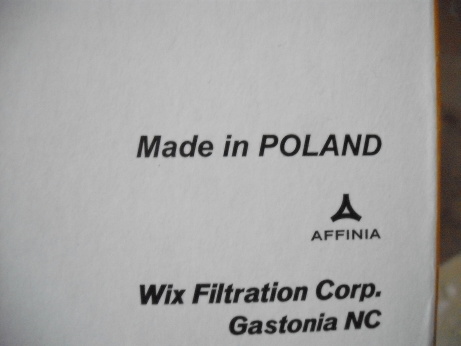 Made in POLAND
AFFINIA
Wix Filtration Corp.
Gastonia NC